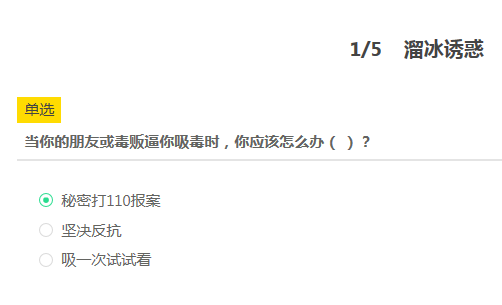 1/5 溜冰诱惑
单选
当你的朋友或毒贩逼你吸毒时，你应该怎么办（ ）？
秘密打110报案
坚决反抗
吸一次试试看